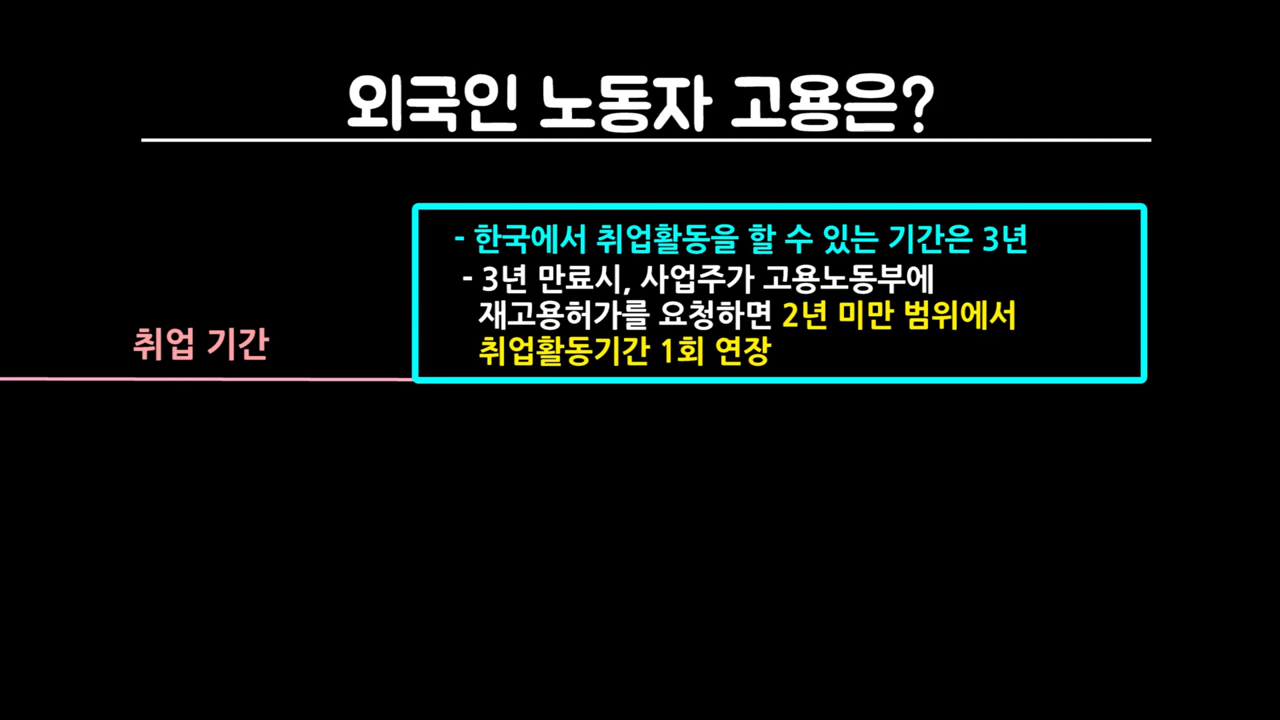 외국인 노동자 고용은?
취업 기간
- 한국에서 취업활동을 할 수 있는 기간은 3년
- 3년 만료시, 사업주가 고용노동부에
재고용허가를 요청하면 2년 미만 범위에서
취업활동기간 1회 연장